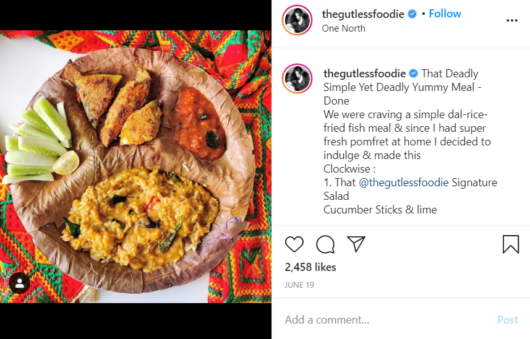 thegutlessfoodie • Follow
One North
thegutlessfoodie That Deadly
Simple Yet Deadly Yummy Meal -
Done
We were craving a simple dal-rice-
fried fish meal & since I had super
fresh pomfret at home I decided to
indulge & made this
Clockwise :
1. That @thegutlessfoodie Signature
Salad
Cucumber Sticks & lime
2,458 likes
JUNE 19
Add a comment...
Post